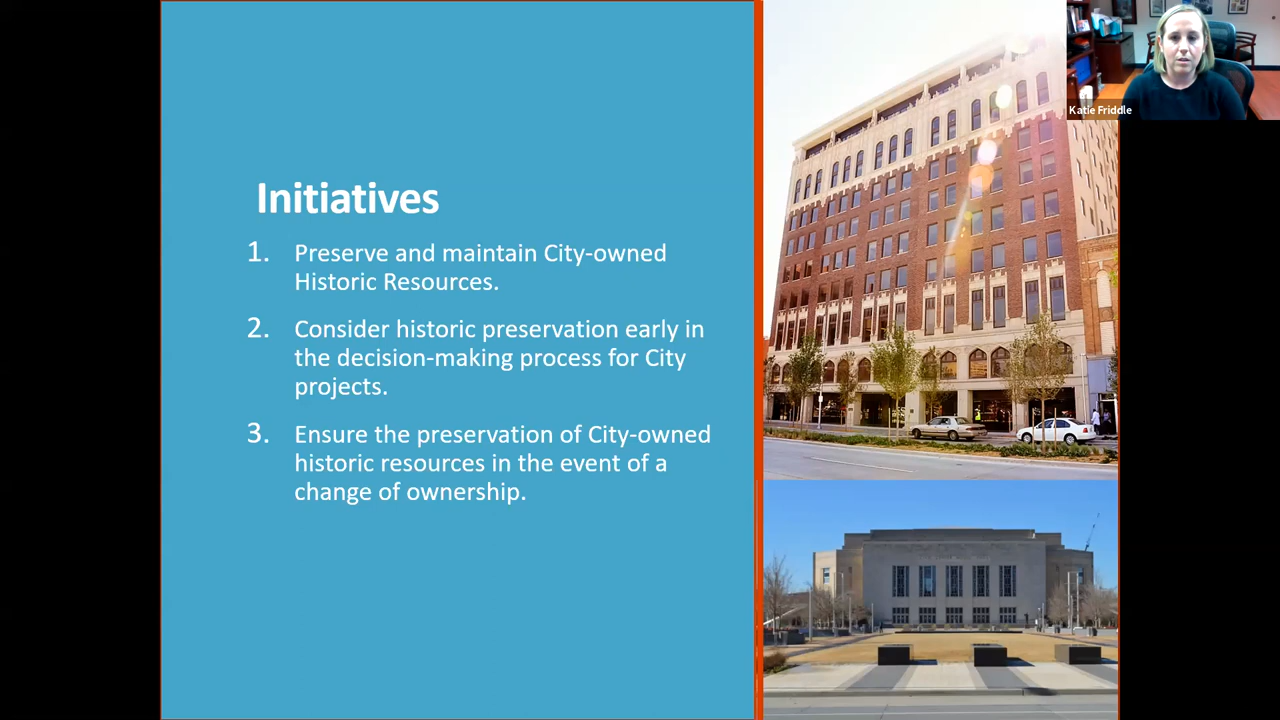 Initiatives
1. Preserve and maintain City-owned
Historic Resources.
2. Consider historic preservation early in
the decision-making process for City
projects.
3. Ensure the preservation of City-owned
historic resources in the event of a
change of ownership.
Katie Friddle